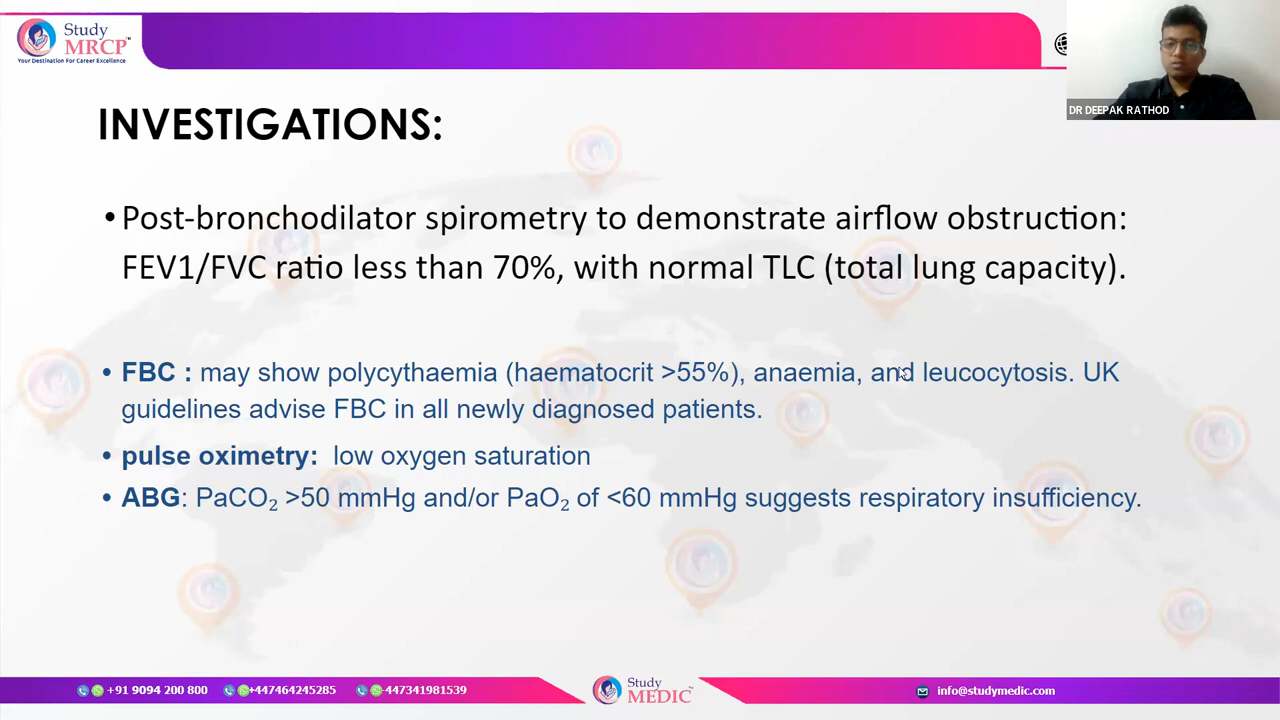 Study
MRCP™
Your Destination For Career Excellence
DR DEEPAK RATHOD
INVESTIGATIONS:
• Post-bronchodilator spirometry to demonstrate airflow obstruction:
FEV1/FVC ratio less than 70%, with normal TLC (total lung capacity).
• FBC : may show polycythaemia (haematocrit >55%), anaemia, and leucocytosis. UK
guidelines advise FBC in all newly diagnosed patients.
• pulse oximetry: low oxygen saturation
• ABG: PaCO₂ >50 mmHg and/or PaO₂ of <60 mmHg suggests respiratory insufficiency.
+91 9094 200 800 +447464245285 447341981539
Study
MEDIC™
info@studymedic.com